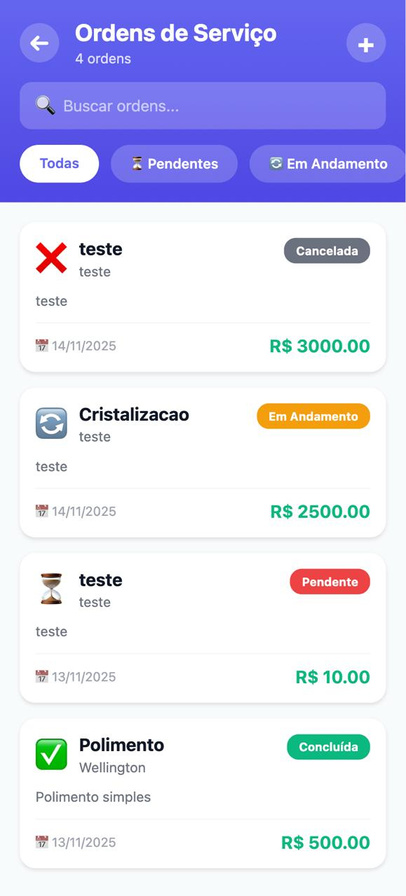 Ordens de Serviço
4 ordens
Buscar ordens...
Todas
Pendentes
Em Andamento
teste
Cancelada
teste
teste
14/11/2025
R$ 3000.00
Cristalizacao
Em Andamento
teste
teste
14/11/2025
R$ 2500.00
teste
Pendente
teste
teste
13/11/2025
R$ 10.00
Polimento
Concluída
Wellington
Polimento simples
13/11/2025
R$ 500.00